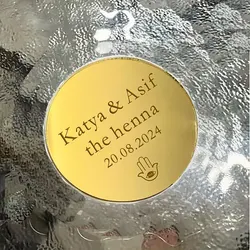 Katya & Asif
the henna
20.08.2024